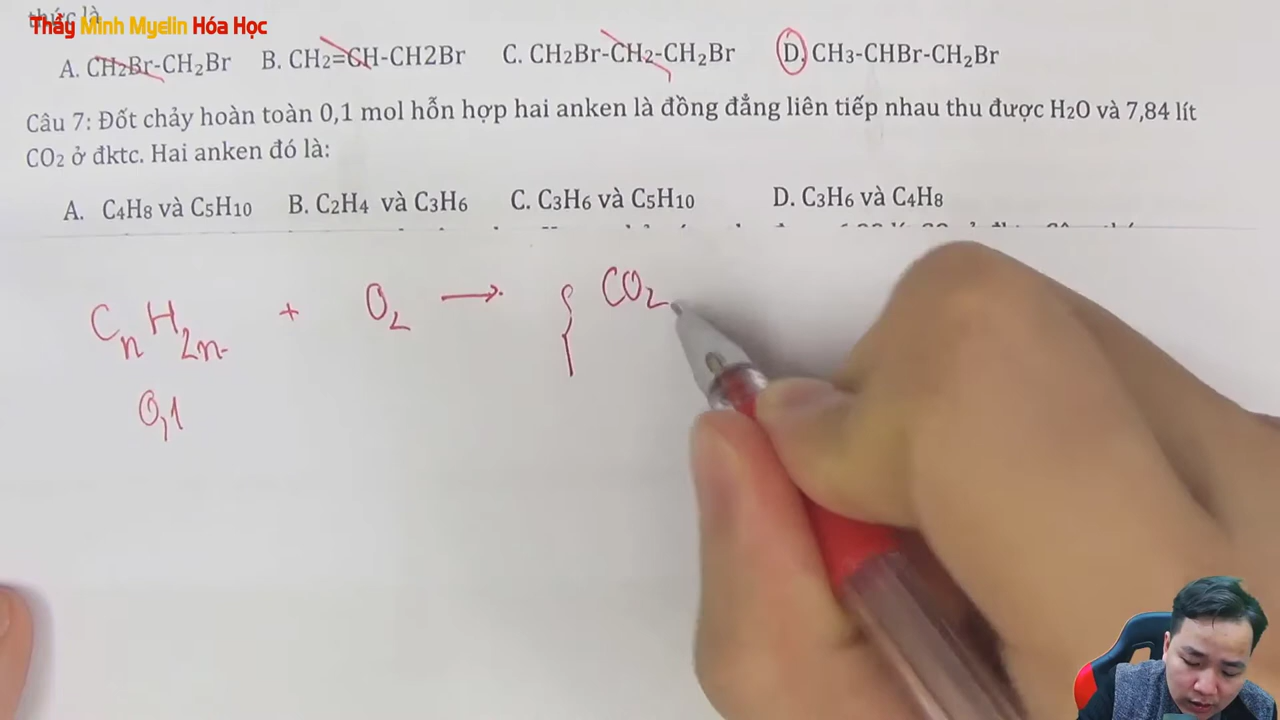 thức là
Thầy Minh Myelin Hóa Học
A. CH2Br-CH2Br B. CH2=CH-CH2Br C. CH2Br-CH2-CH2Br D. CH3-CHBr-CH2Br
Câu 7: Đốt chảy hoàn toàn 0,1 mol hỗn hợp hai anken là đồng đẳng liên tiếp nhau thu được H2O và 7,84 lít
CO2 ở đktc. Hai anken đó là:
A. C4H8 và C5H10 B. C2H4 và C3H6 C. C3H6 và C5H10 D. C3H6 và C4H8
CnH2n + O2 → { CO2
0,1